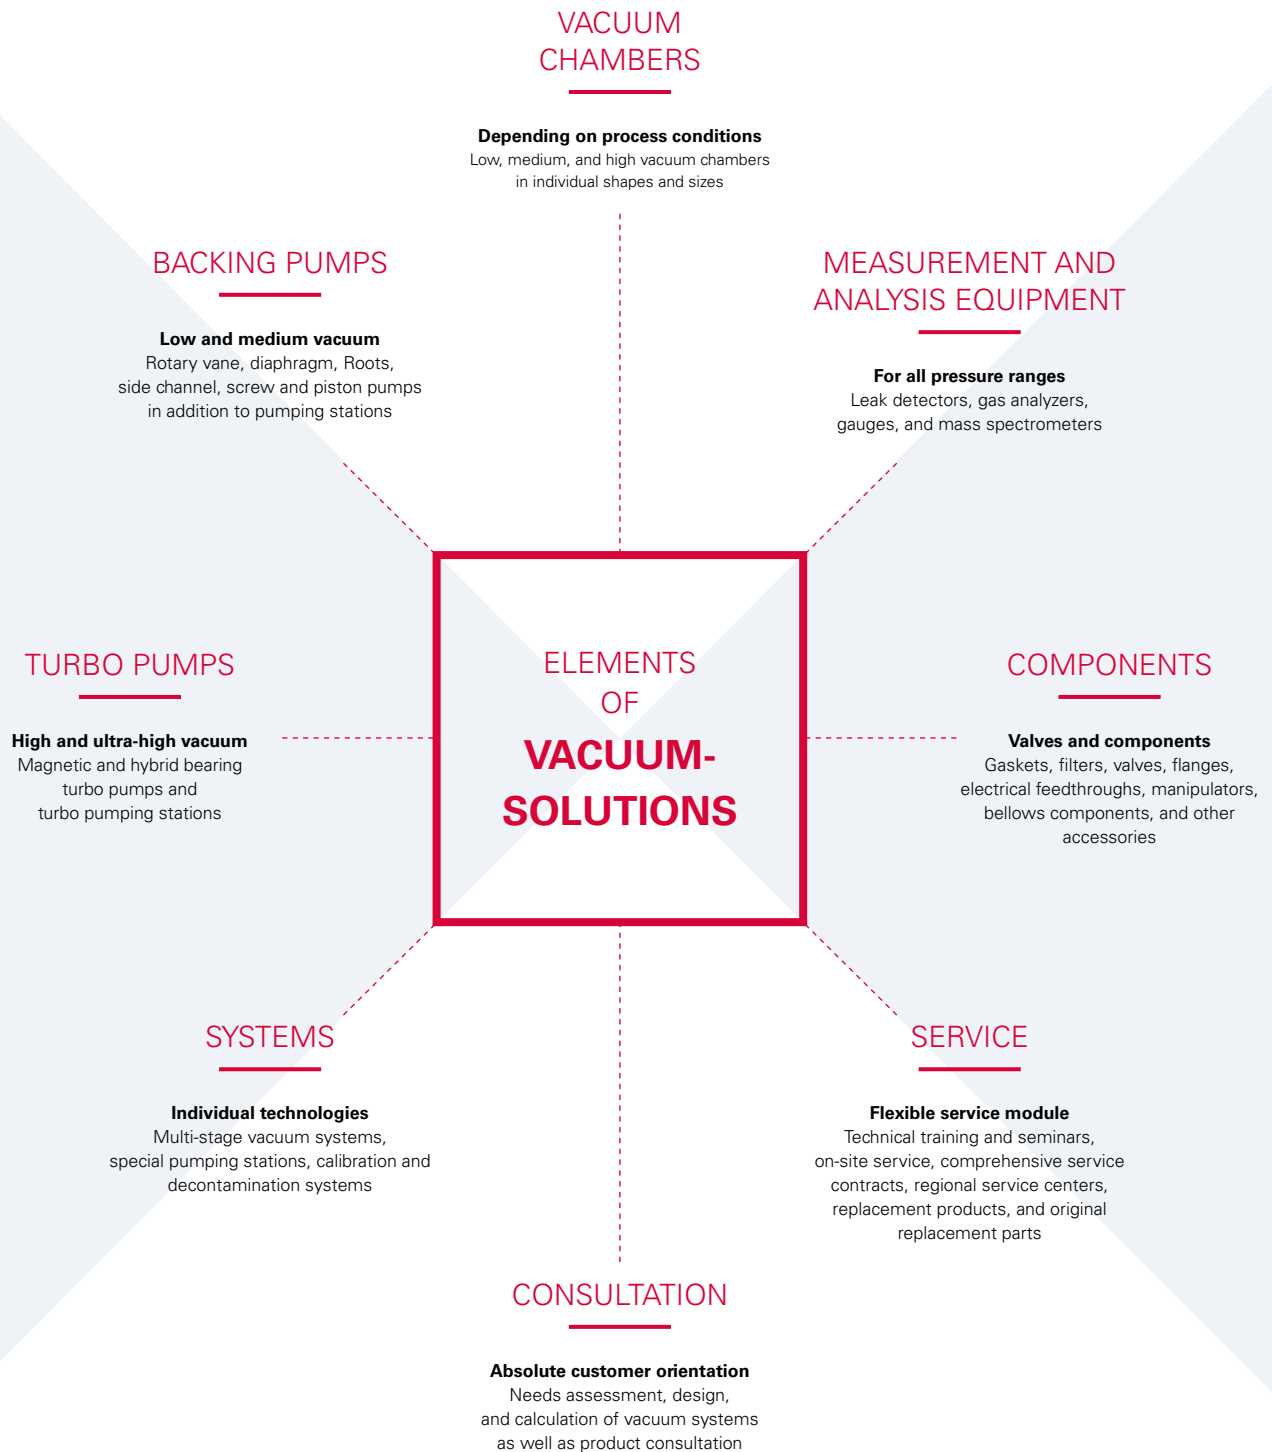 VACUUM
CHAMBERS
Depending on process conditions
Low, medium, and high vacuum chambers
in individual shapes and sizes
BACKING PUMPS
Low and medium vacuum
Rotary vane, diaphragm, Roots,
side channel, screw and piston pumps
in addition to pumping stations
MEASUREMENT AND
ANALYSIS EQUIPMENT
For all pressure ranges
Leak detectors, gas analyzers,
gauges, and mass spectrometers
TURBO PUMPS
High and ultra-high vacuum
Magnetic and hybrid bearing
turbo pumps and
turbo pumping stations
ELEMENTS
OF
VACUUM-
SOLUTIONS
COMPONENTS
Valves and components
Gaskets, filters, valves, flanges,
electrical feedthroughs, manipulators,
bellows components, and other
accessories
SYSTEMS
Individual technologies
Multi-stage vacuum systems,
special pumping stations, calibration and
decontamination systems
SERVICE
Flexible service module
Technical training and seminars,
on-site service, comprehensive service
contracts, regional service centers,
replacement products, and original
replacement parts
CONSULTATION
Absolute customer orientation
Needs assessment, design,
and calculation of vacuum systems
as well as product consultation